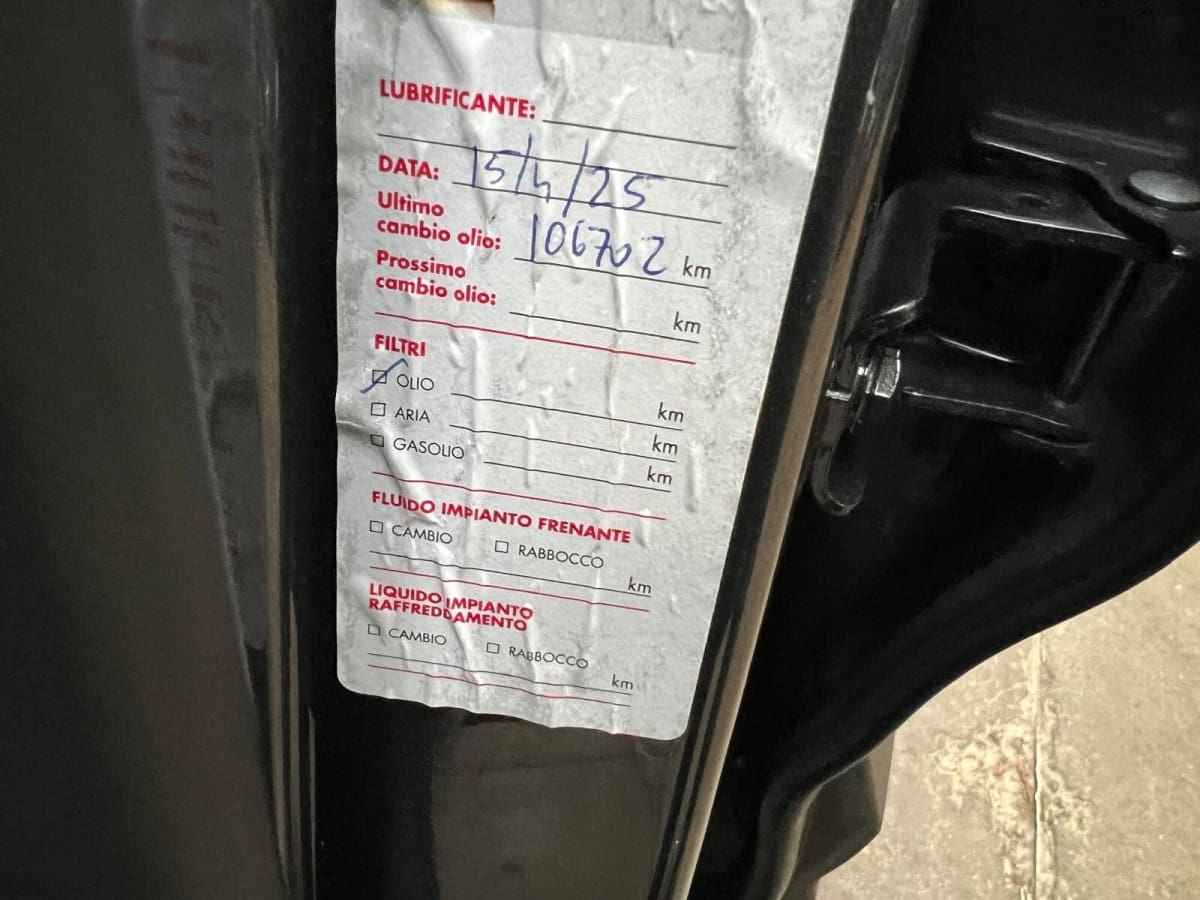 LUBRIFICANTE:
DATA: 15/4/25
Ultimo
cambio olio: 106702 km
Prossimo
cambio olio: km
FILTRI
OLIO km
ARIA km
GASOLIO km
FLUIDO IMPIANTO FRENANTE
CAMBIO RABBOCCO
km
LIQUIDO IMPIANTO
RAFFREDDAMENTO
CAMBIO RABBOCCO
km